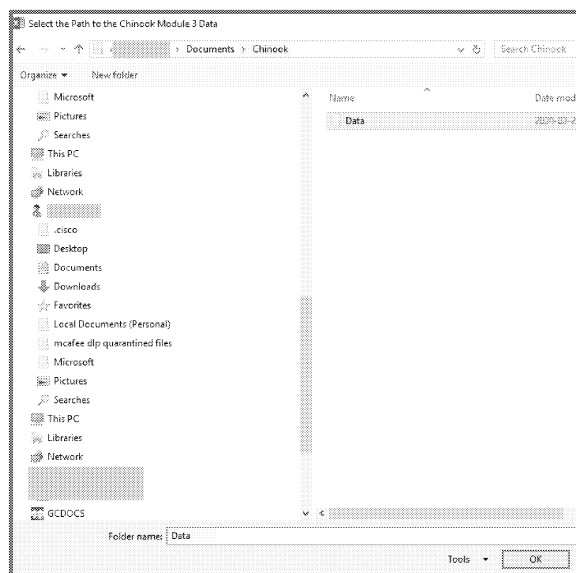 Select the Path to the Chinook Module 3 Data
Documents > Chinook
Search Chinook
Organize New folder
Microsoft
Pictures
Searches
This PC
Libraries
Network
.cisco
Desktop
Documents
Downloads
Favorites
Local Documents (Personal)
mcafee dlp quarantined files
Microsoft
Pictures
Searches
This PC
Libraries
Network
GCDOCS
Name Date mod
Data
Folder name: Data
Tools OK